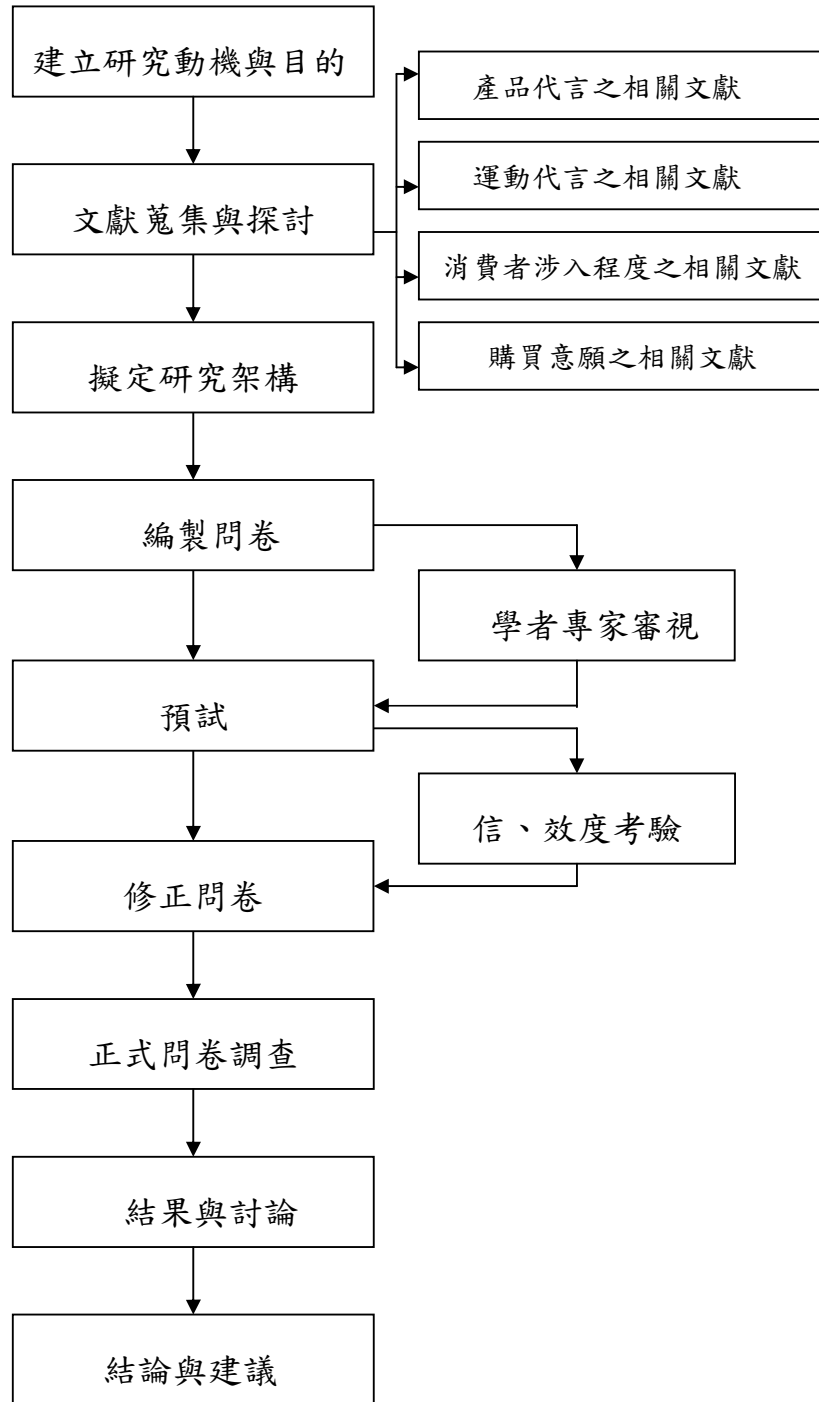 建立研究動機與目的
產品代言之相關文獻
運動代言之相關文獻
文獻蒐集與探討
消費者涉入程度之相關文獻
購買意願之相關文獻
擬定研究架構
編製問卷
學者專家審視
預試
信、效度考驗
修正問卷
正式問卷調查
結果與討論
結論與建議